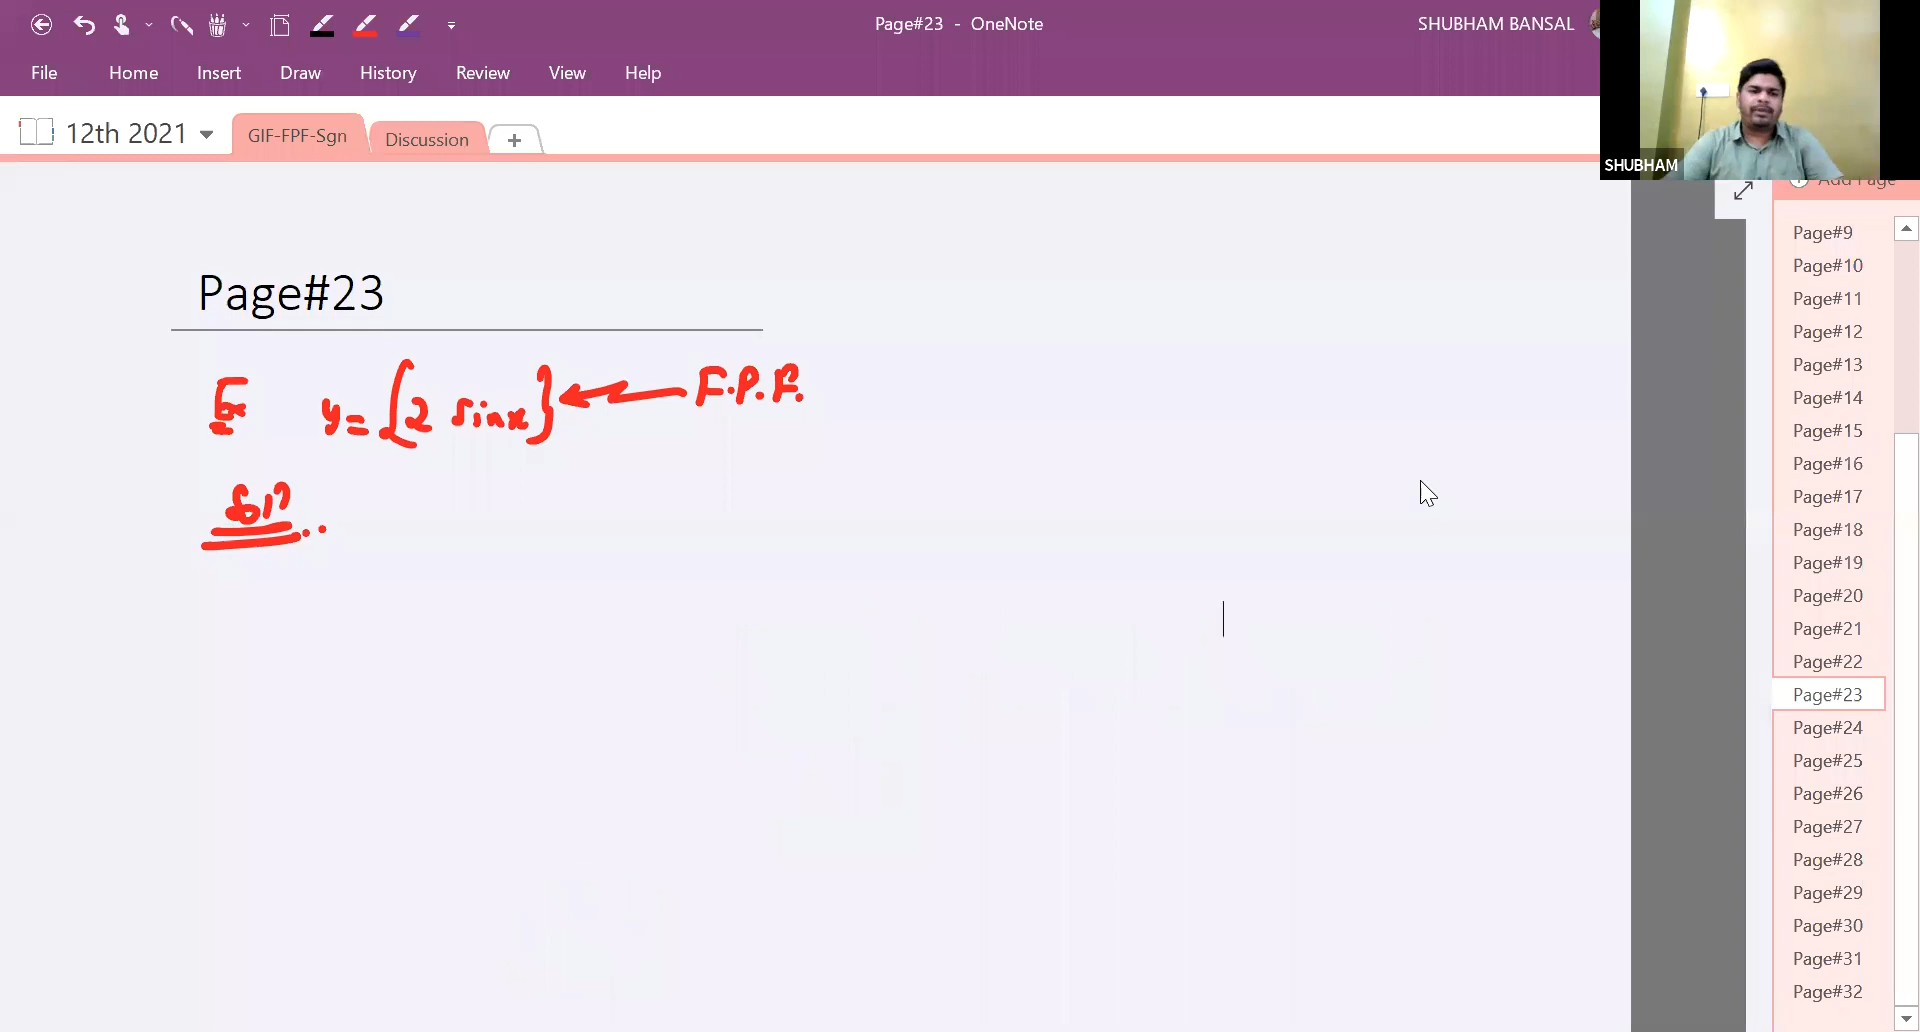 Page#23 - OneNote
SHUBHAM BANSAL
File Home Insert Draw History Review View Help
12th 2021
GIF-FPF-Sgn
Discussion
+
SHUBHAM
Add Page
Page#23
Ex y = {2 sinx} F.P.F.
Sol?
Page#9
Page#10
Page#11
Page#12
Page#13
Page#14
Page#15
Page#16
Page#17
Page#18
Page#19
Page#20
Page#21
Page#22
Page#23
Page#24
Page#25
Page#26
Page#27
Page#28
Page#29
Page#30
Page#31
Page#32